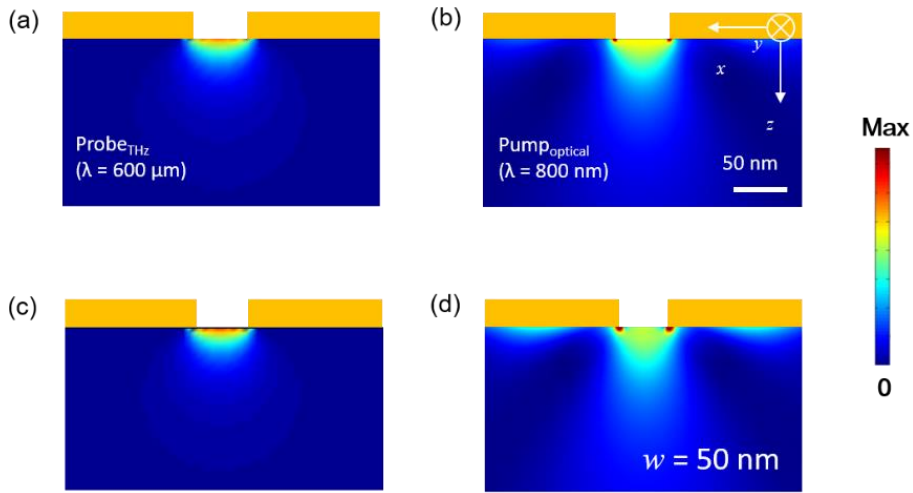 (a)
Probe_THz
(λ = 600 μm)
(b)
y
x
z
Pump_optical
(λ = 800 nm)
50 nm
Max
0
(c)
(d)
w = 50 nm